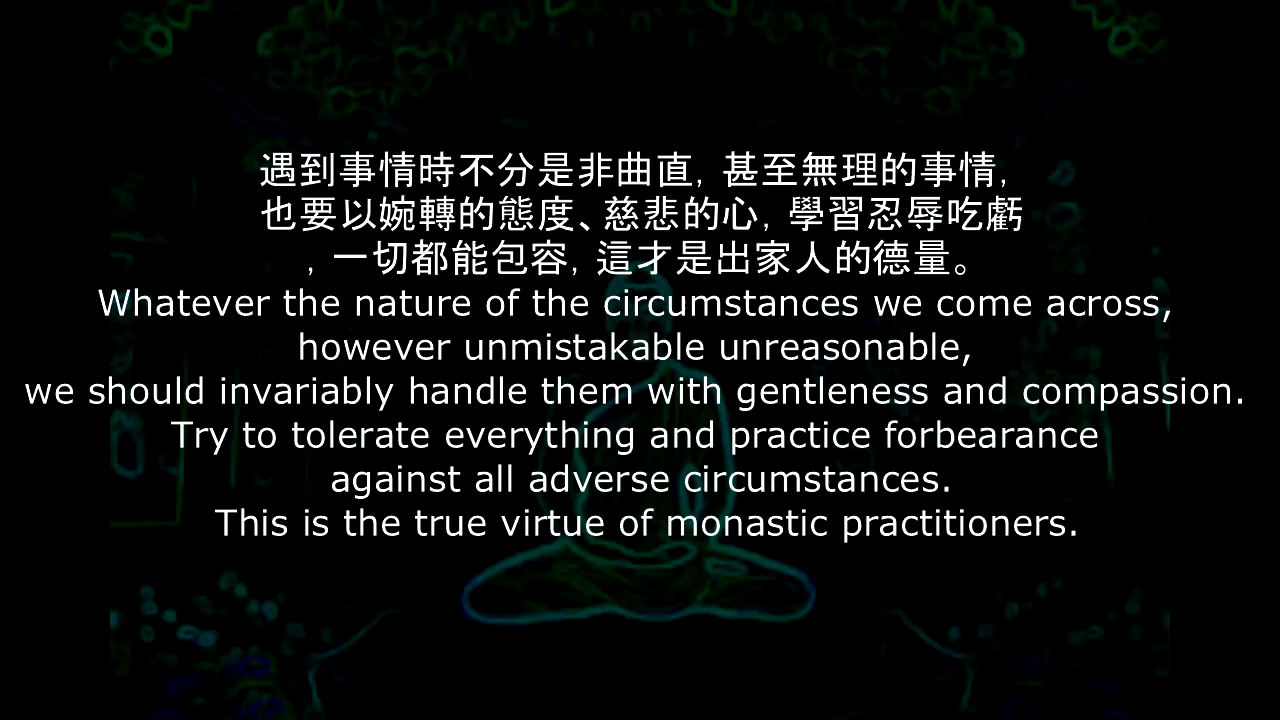 遇到事情時不分是非曲直，甚至無理的事情，
也要以婉轉的態度、慈悲的心，學習忍辱吃虧
，一切都能包容，這才是出家人的德量。
Whatever the nature of the circumstances we come across,
however unmistakable unreasonable,
we should invariably handle them with gentleness and compassion.
Try to tolerate everything and practice forbearance
against all adverse circumstances.
This is the true virtue of monastic practitioners.